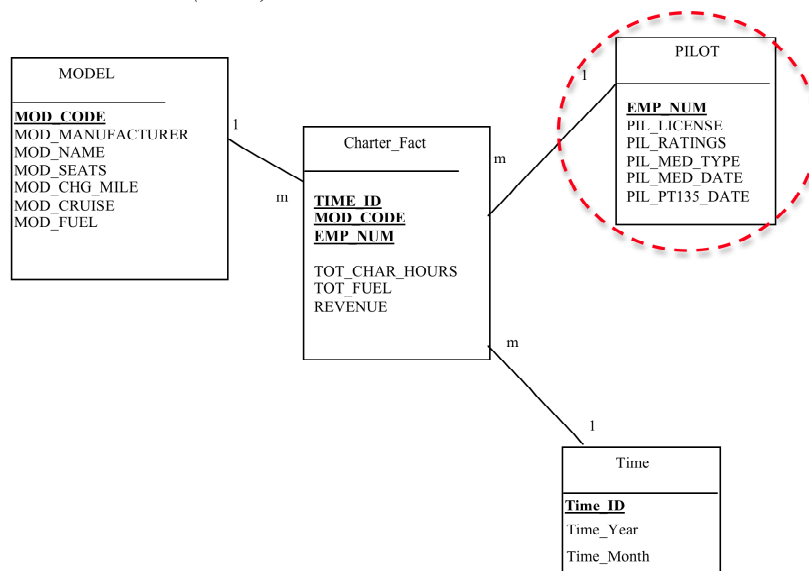 MODEL
MOD_CODE
MOD_MANUFACTURER
MOD_NAME
MOD_SEATS
MOD_CHG_MILE
MOD_CRUISE
MOD_FUEL
1
m
Charter_Fact
TIME_ID
MOD_CODE
EMP_NUM
TOT_CHAR_HOURS
TOT_FUEL
REVENUE
m
1
PILOT
EMP_NUM
PIL_LICENSE
PIL_RATINGS
PIL_MED_TYPE
PIL_MED_DATE
PIL_PT135_DATE
m
1
Time
Time_ID
Time_Year
Time_Month